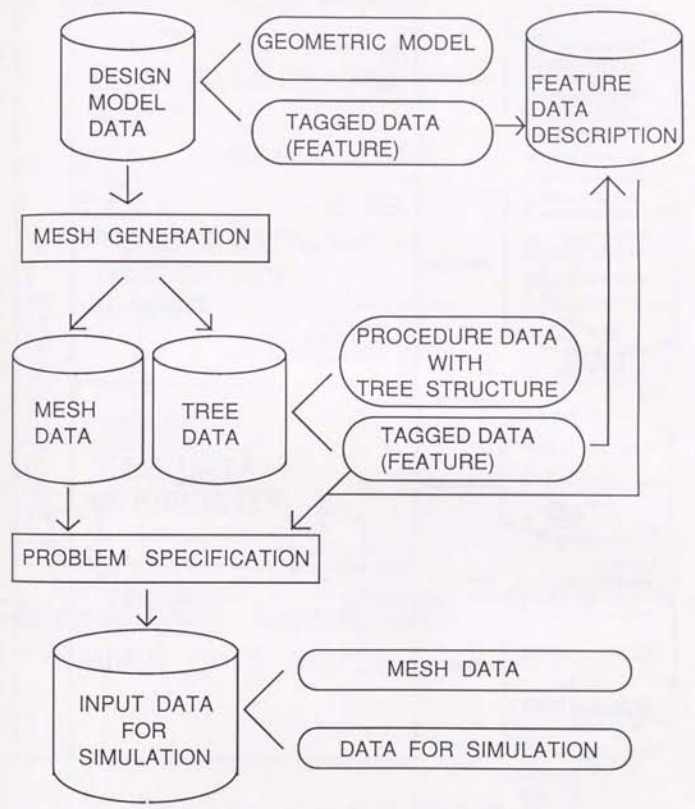 DESIGN
MODEL
DATA
GEOMETRIC MODEL
TAGGED DATA
(FEATURE)
FEATURE
DATA
DESCRIPTION
MESH GENERATION
MESH
DATA
TREE
DATA
PROCEDURE DATA
WITH
TREE STRUCTURE
TAGGED DATA
(FEATURE)
PROBLEM SPECIFICATION
INPUT DATA
FOR
SIMULATION
MESH DATA
DATA FOR SIMULATION